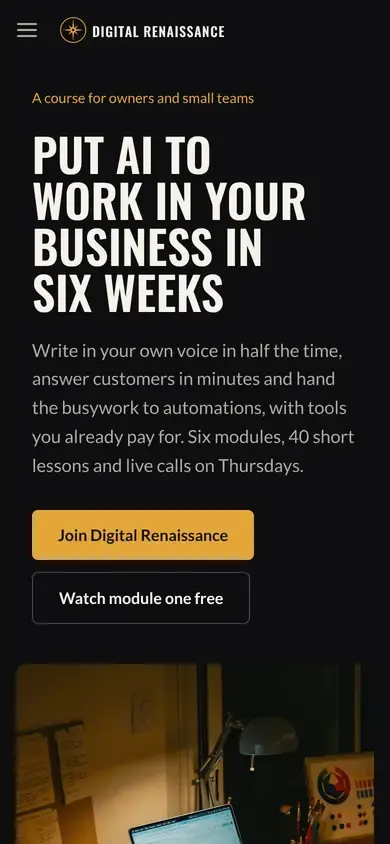 DIGITAL RENAISSANCE
A course for owners and small teams
PUT AI TO
WORK IN YOUR
BUSINESS IN
SIX WEEKS
Write in your own voice in half the time,
answer customers in minutes and hand
the busywork to automations, with tools
you already pay for. Six modules, 40 short
lessons and live calls on Thursdays.
Join Digital Renaissance
Watch module one free